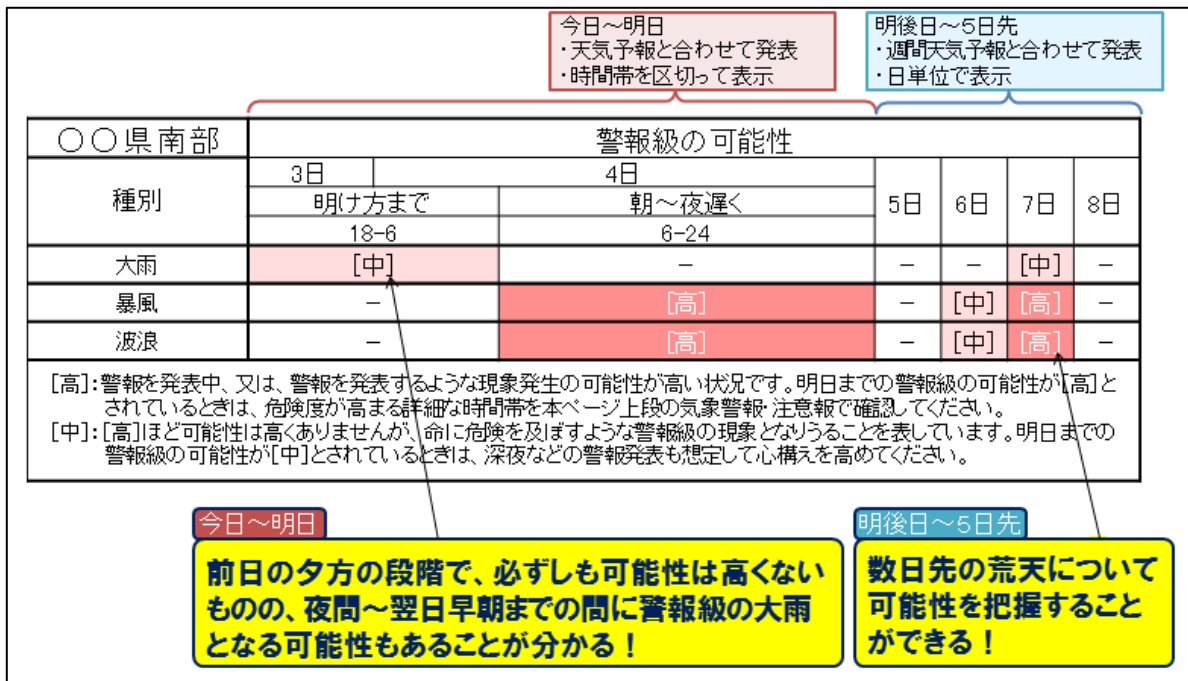 今日～明日
・天気予報と合わせて発表
・時間帯を区切って表示
明後日～5日先
・週間天気予報と合わせて発表
・日単位で表示
〇〇県南部 警報級の可能性
種別 3日 4日 5日 6日 7日 8日
明け方まで 朝～夜遅く
18-6 6-24
大雨 [中] － － － [中] －
暴風 － [高] － [中] [高] －
波浪 － [高] － [中] [高] －
[高]：警報を発表中、又は、警報を発表するような現象発生の可能性が高い状況です。明日までの警報級の可能性が[高]と
されているときは、危険度が高まる詳細な時間帯を本ページ上段の気象警報・注意報で確認してください。
[中]：[高]ほど可能性は高くありませんが、命に危険を及ぼすような警報級の現象となりうることを表しています。明日までの
警報級の可能性が[中]とされているときは、深夜などの警報発表も想定して心構えを高めてください。
今日～明日
前日の夕方の段階で、必ずしも可能性は高くない
ものの、夜間～翌日早朝までの間に警報級の大雨
となる可能性もあることが分かる！
明後日～5日先
数日先の荒天について
可能性を把握すること
ができる！